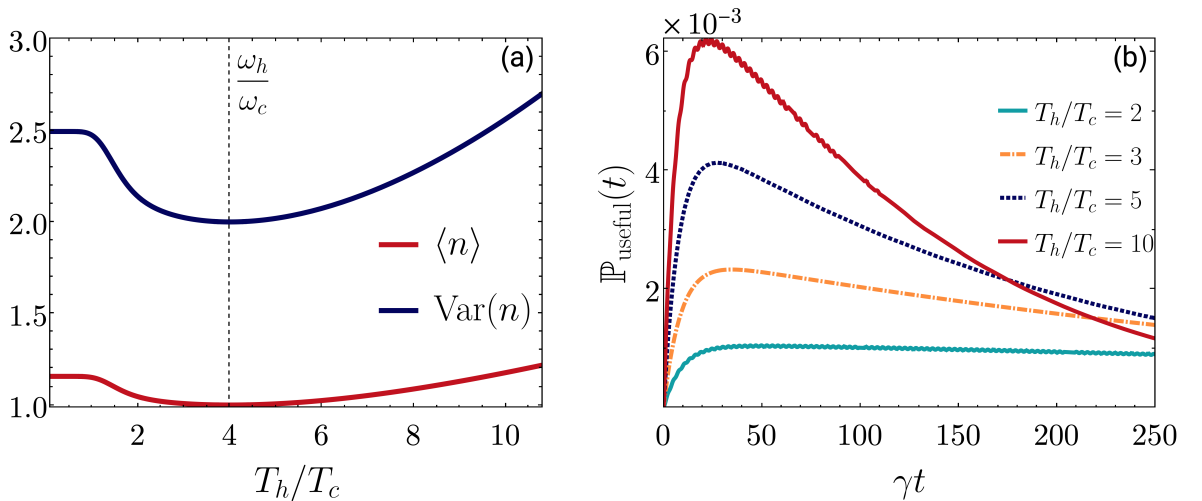 (a)
3.0
2.5
2.0
1.5
1.0
ω_h
ω_c
⟨n⟩
Var(n)
2 4 6 8 10
T_h/T_c
× 10⁻³
(b)
6
4
2
ℙ_useful(t)
T_h/T_c = 2
T_h/T_c = 3
T_h/T_c = 5
T_h/T_c = 10
0 50 100 150 200 250
γt